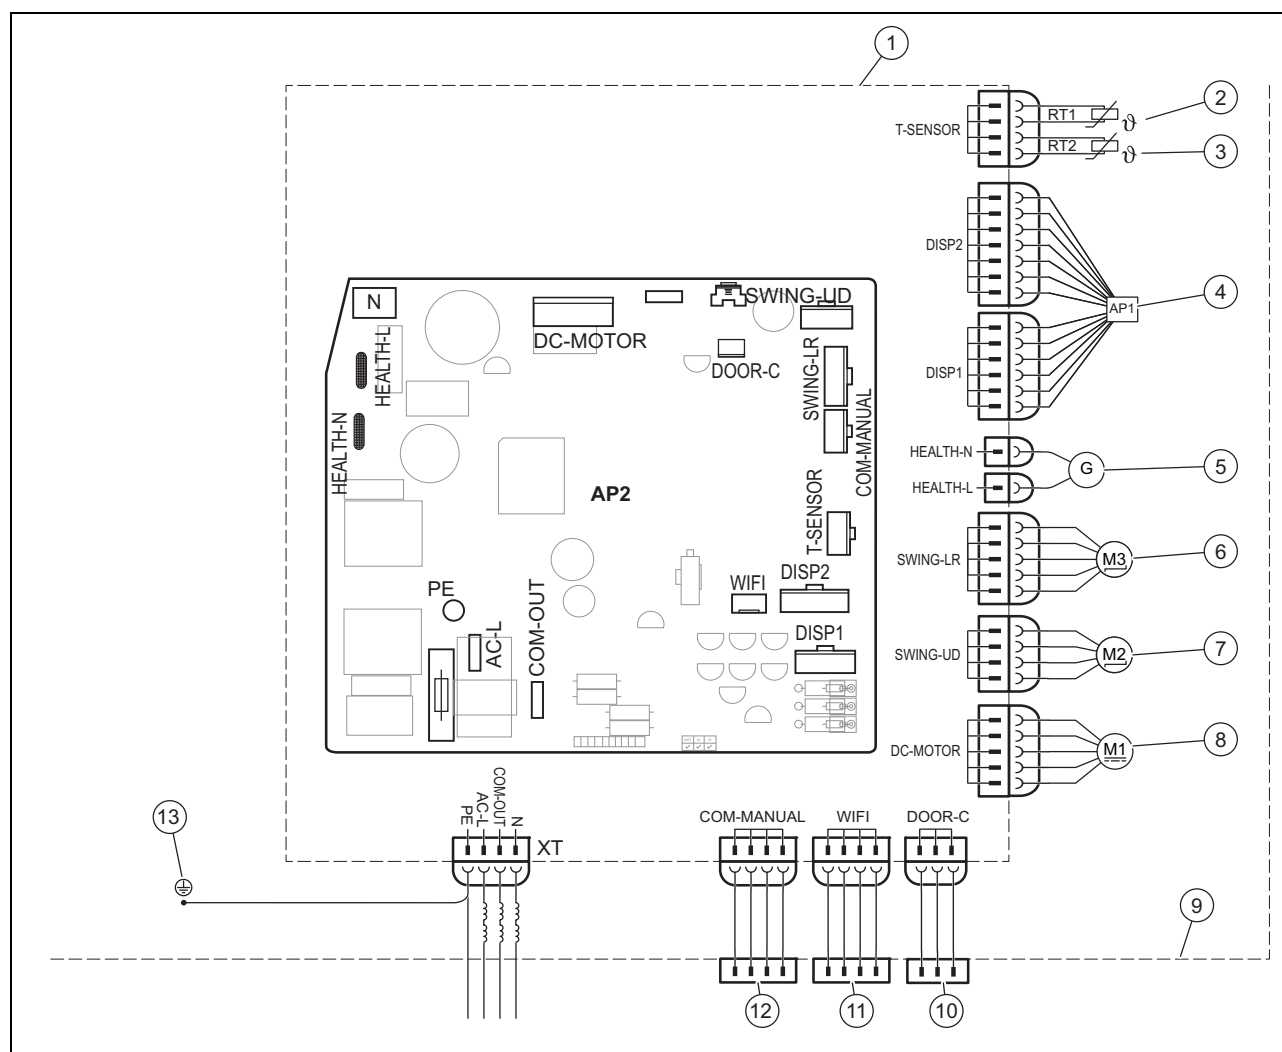 1
2
RT1
ϑ
T-SENSOR
RT2
ϑ
3
DISP2
4
AP1
N
SWING-UD
DC-MOTOR
HEALTH-L
DOOR-C
SWING-LR
DISP1
COM-MANUAL
HEALTH-N
HEALTH-N
5
G
HEALTH-L
AP2
T-SENSOR
6
SWING-LR
M3
WIFI
DISP2
PE
COM-OUT
AC-L
DISP1
SWING-UD
M2
7
DC-MOTOR
M1
8
PE
AC-L
COM-OUT
N
XT
COM-MANUAL
WIFI
DOOR-C
13
9
12
11
10